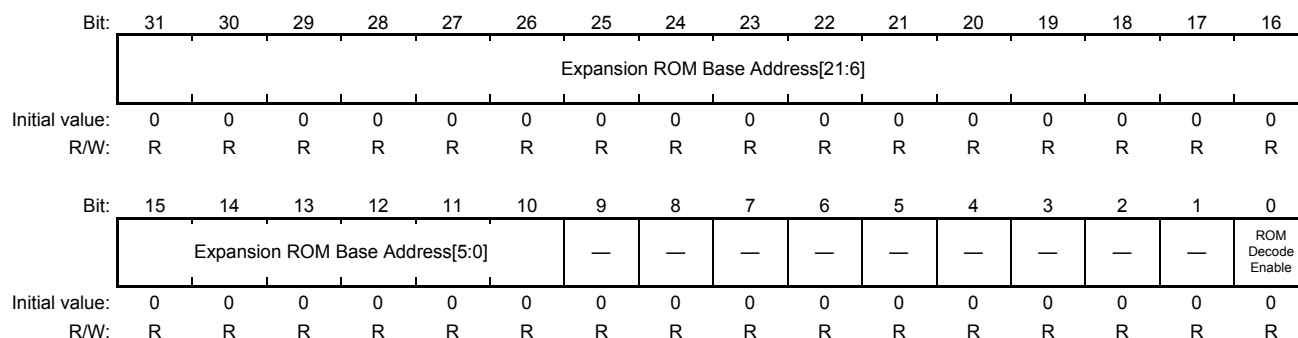 Bit: 31 30 29 28 27 26 25 24 23 22 21 20 19 18 17 16
Expansion ROM Base Address[21:6]
Initial value: 0 0 0 0 0 0 0 0 0 0 0 0 0 0 0 0
R/W: R R R R R R R R R R R R R R R R
Bit: 15 14 13 12 11 10 9 8 7 6 5 4 3 2 1 0
Expansion ROM Base Address[5:0] — — — — — — — — — ROM
Decode
Enable
Initial value: 0 0 0 0 0 0 0 0 0 0 0 0 0 0 0 0
R/W: R R R R R R R R R R R R R R R R